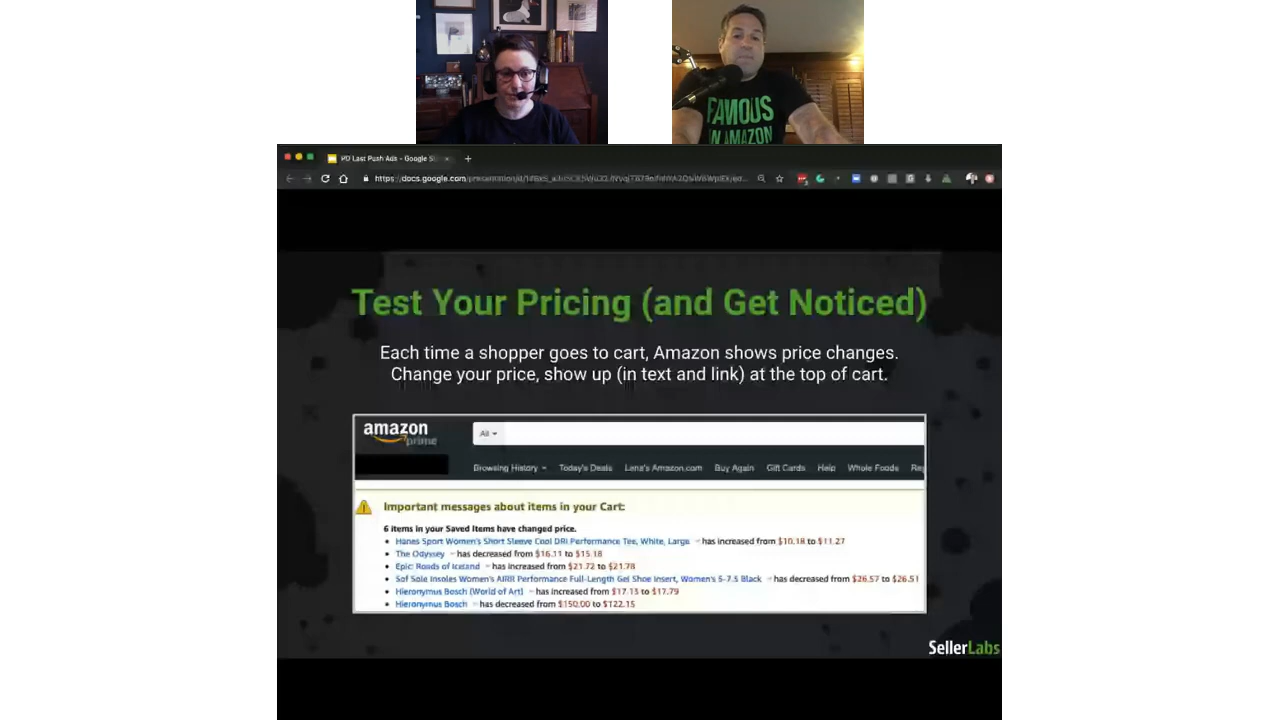 FAMOUS
IN AMAZON
PD Last Push Ads - Google Sl
https://docs.google.com
Test Your Pricing (and Get Noticed)
Each time a shopper goes to cart, Amazon shows price changes.
Change your price, show up (in text and link) at the top of cart.
amazon
prime
All
Browsing History Today's Deals Lena's Amazon.com Buy Again Gift Cards Help Whole Foods Reg
Important messages about items in your Cart:
6 items in your Saved Items have changed price.
• Hanes Sport Women's Short Sleeve Cool DRI Performance Tee, White, Large has increased from $10.18 to $11.27
• The Odyssey has decreased from $16.11 to $15.18
• Epic: Roads of Iceland has increased from $21.72 to $21.78
• Sof Sole Insoles Women's AIRR Performance Full-Length Gel Shoe Insert, Women's 5-7.5 Black has decreased from $26.57 to $26.51
• Hieronymus Bosch (World of Art) has increased from $17.15 to $17.79
• Hieronymus Bosch has decreased from $150.00 to $122.15
SellerLabs